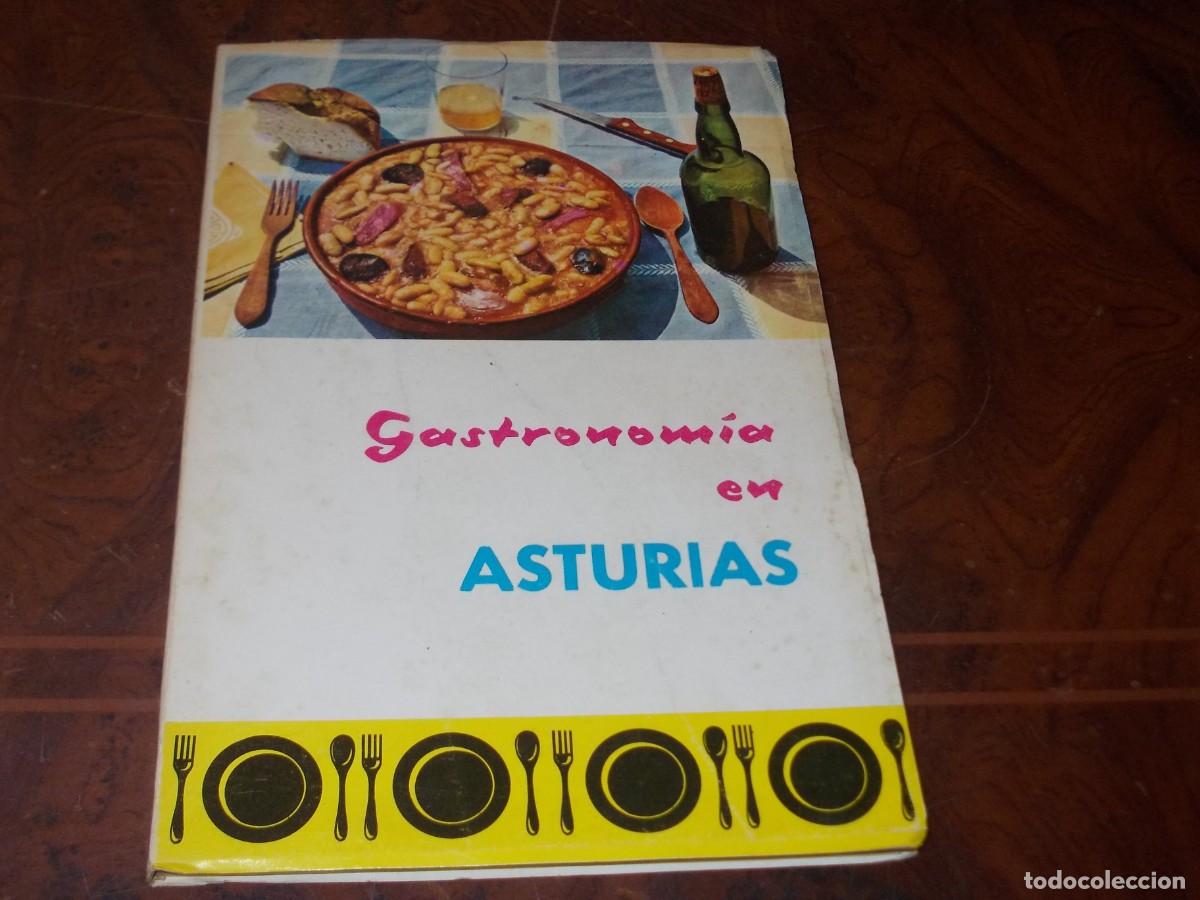 Gastronomía
en
ASTURIAS
todocoleccion